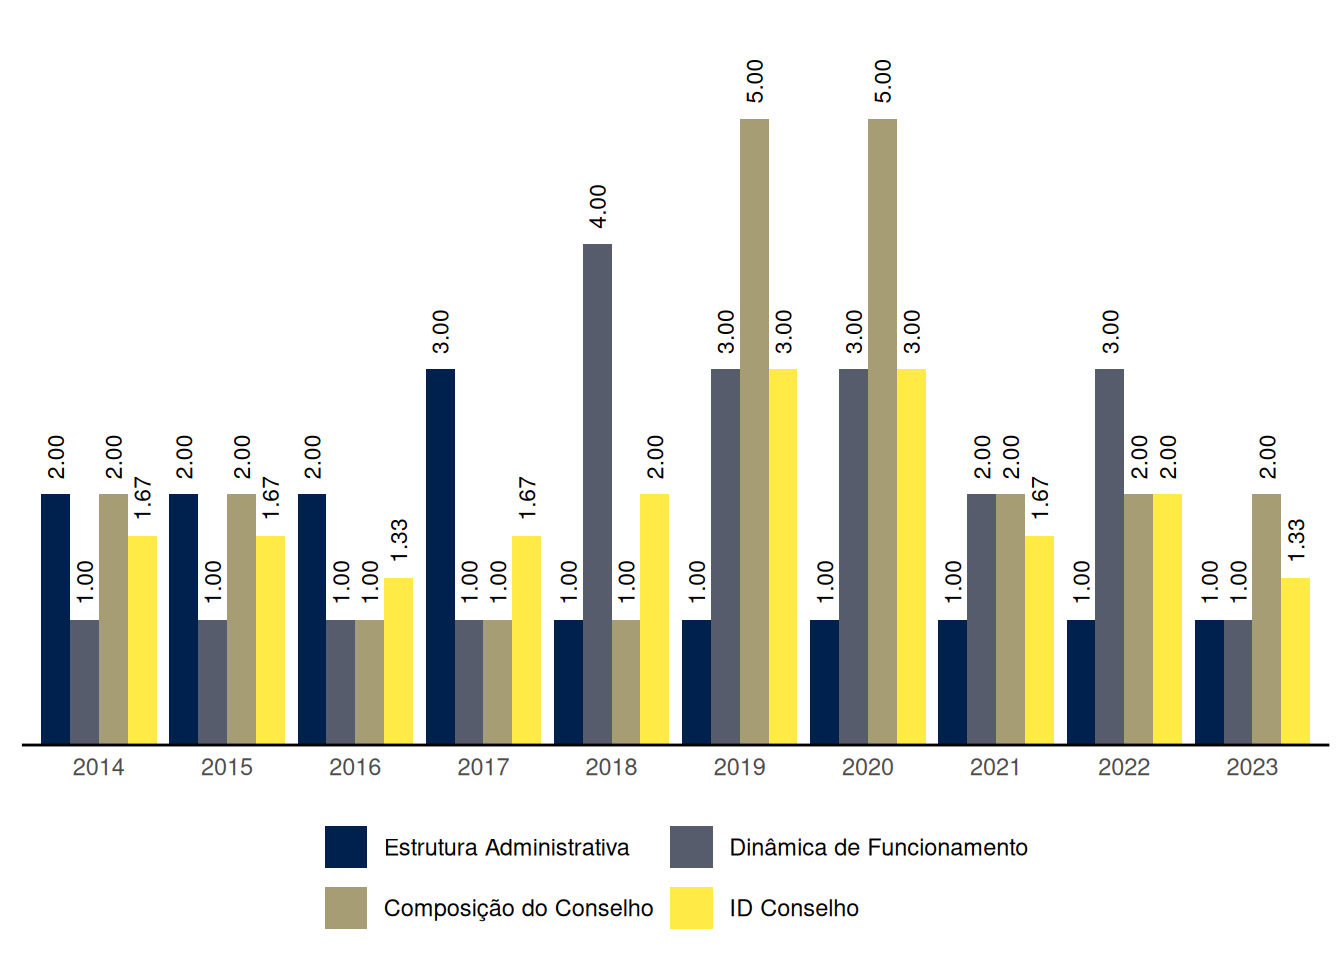 2.00 1.00 2.00 1.67
2.00 1.00 2.00 1.67
2.00 1.00 1.00 1.33
3.00 1.00 1.00 1.67
1.00 4.00 1.00 2.00
1.00 3.00 5.00 3.00
1.00 3.00 5.00 3.00
1.00 2.00 2.00 1.67
1.00 3.00 2.00 2.00
1.00 1.00 2.00 1.33
2014 2015 2016 2017 2018 2019 2020 2021 2022 2023
Estrutura Administrativa Dinâmica de Funcionamento
Composição do Conselho ID Conselho